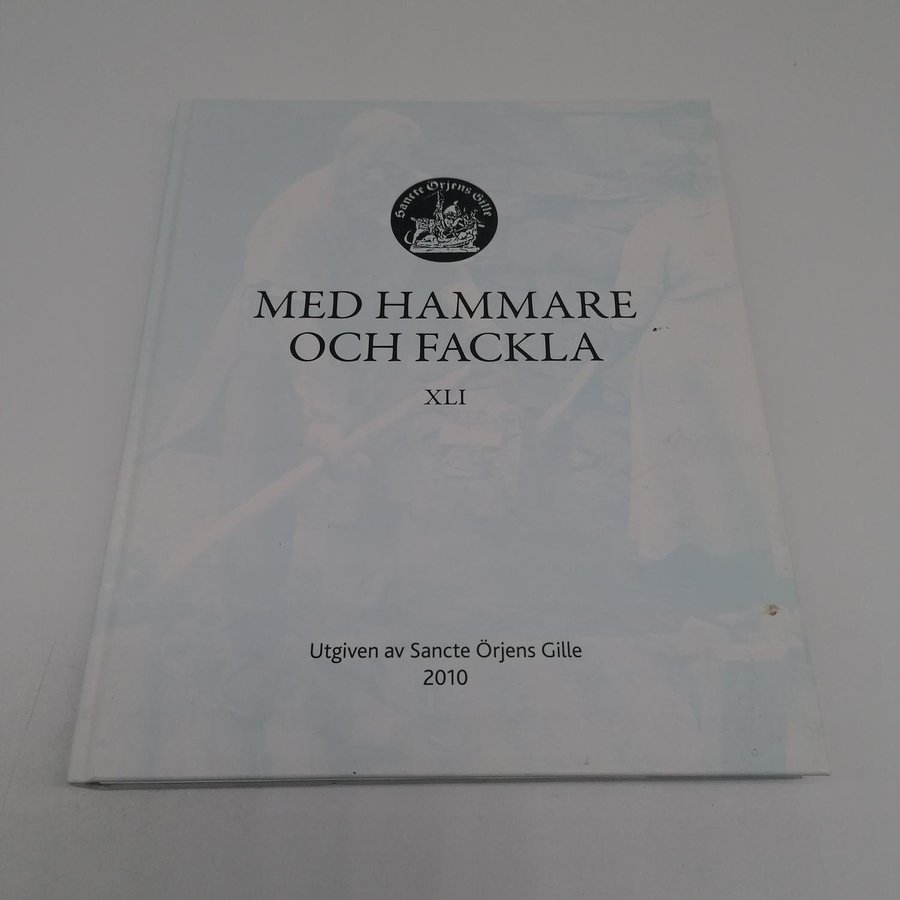 Sancte Örjens Gille
MED HAMMARE
OCH FACKLA
XLI
Utgiven av Sancte Örjens Gille
2010